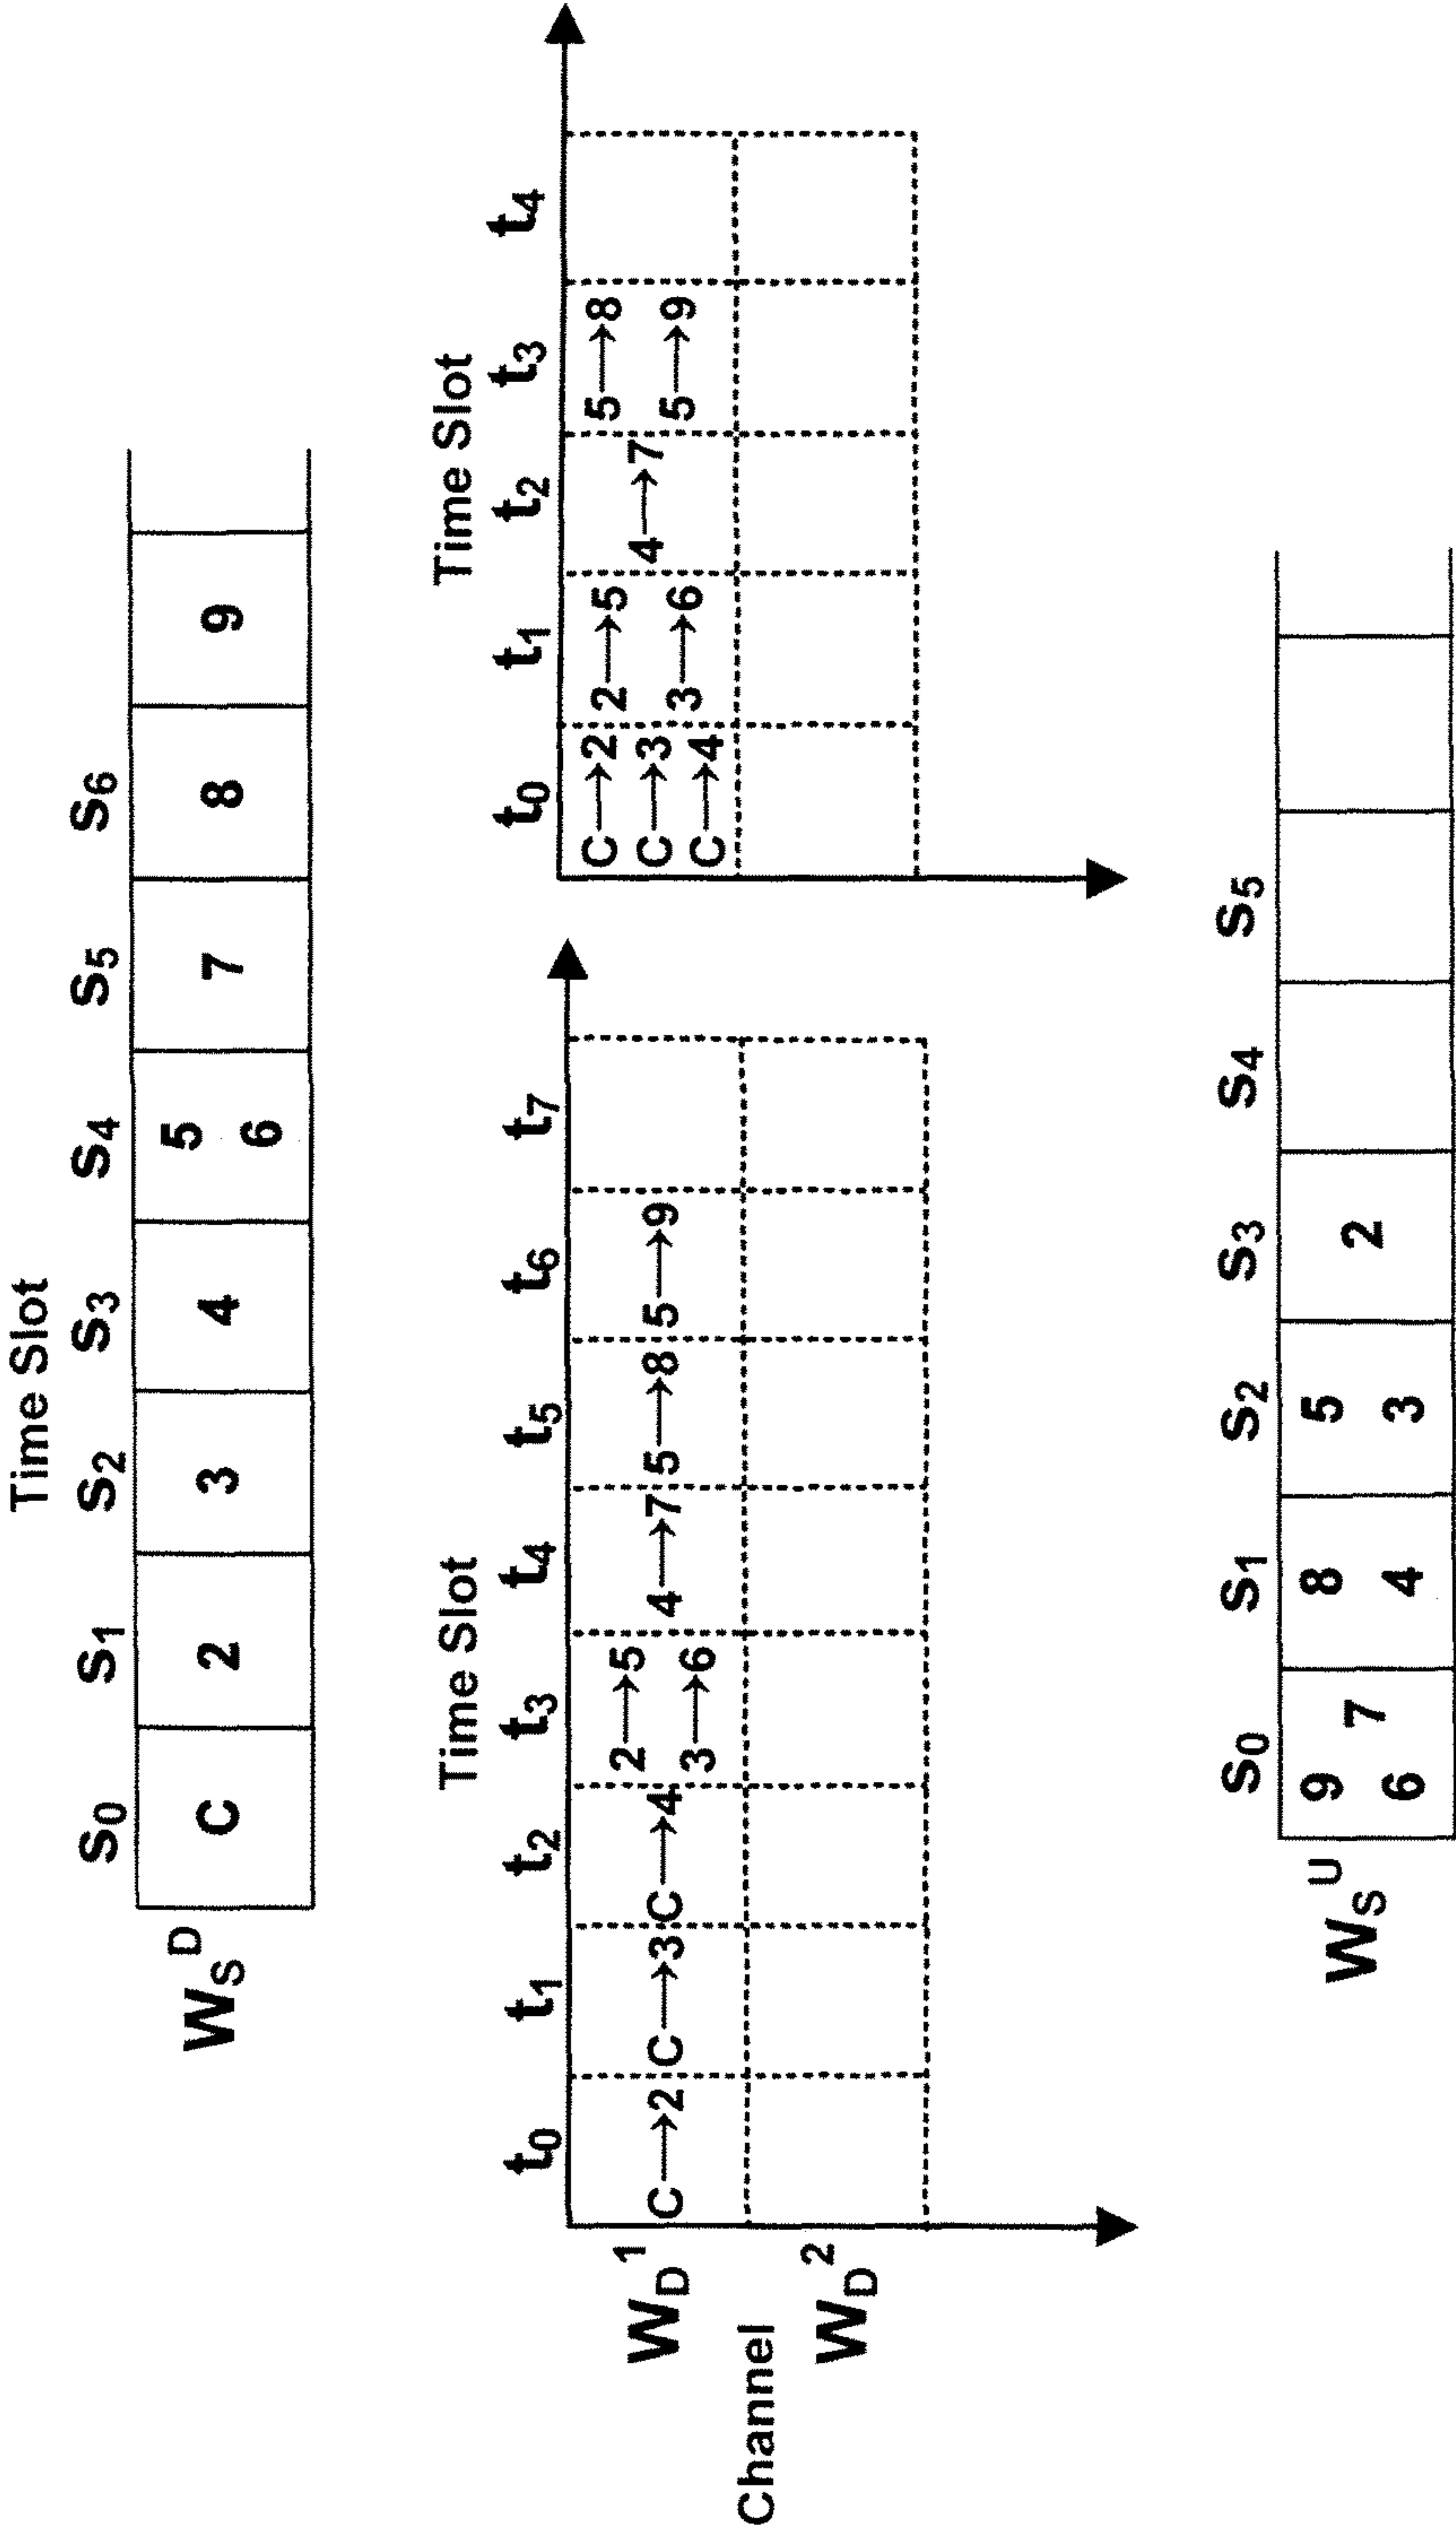 Time Slot
S0 S1 S2 S3 S4 S5 S6
WS^D C 2 3 4 5 6 7 8 9
Time Slot
t0 t1 t2 t3 t4 t5 t6 t7
WD^1 C→2 C→3 C→4 2→5 3→6 4→7 5→8 5→9
Channel
WD^2
Time Slot
t0 t1 t2 t3 t4
C→2 C→3 C→4 2→5 3→6 4→7 5→8 5→9
S0 S1 S2 S3 S4 S5
WS^U 9 7 6 8 4 5 3 2